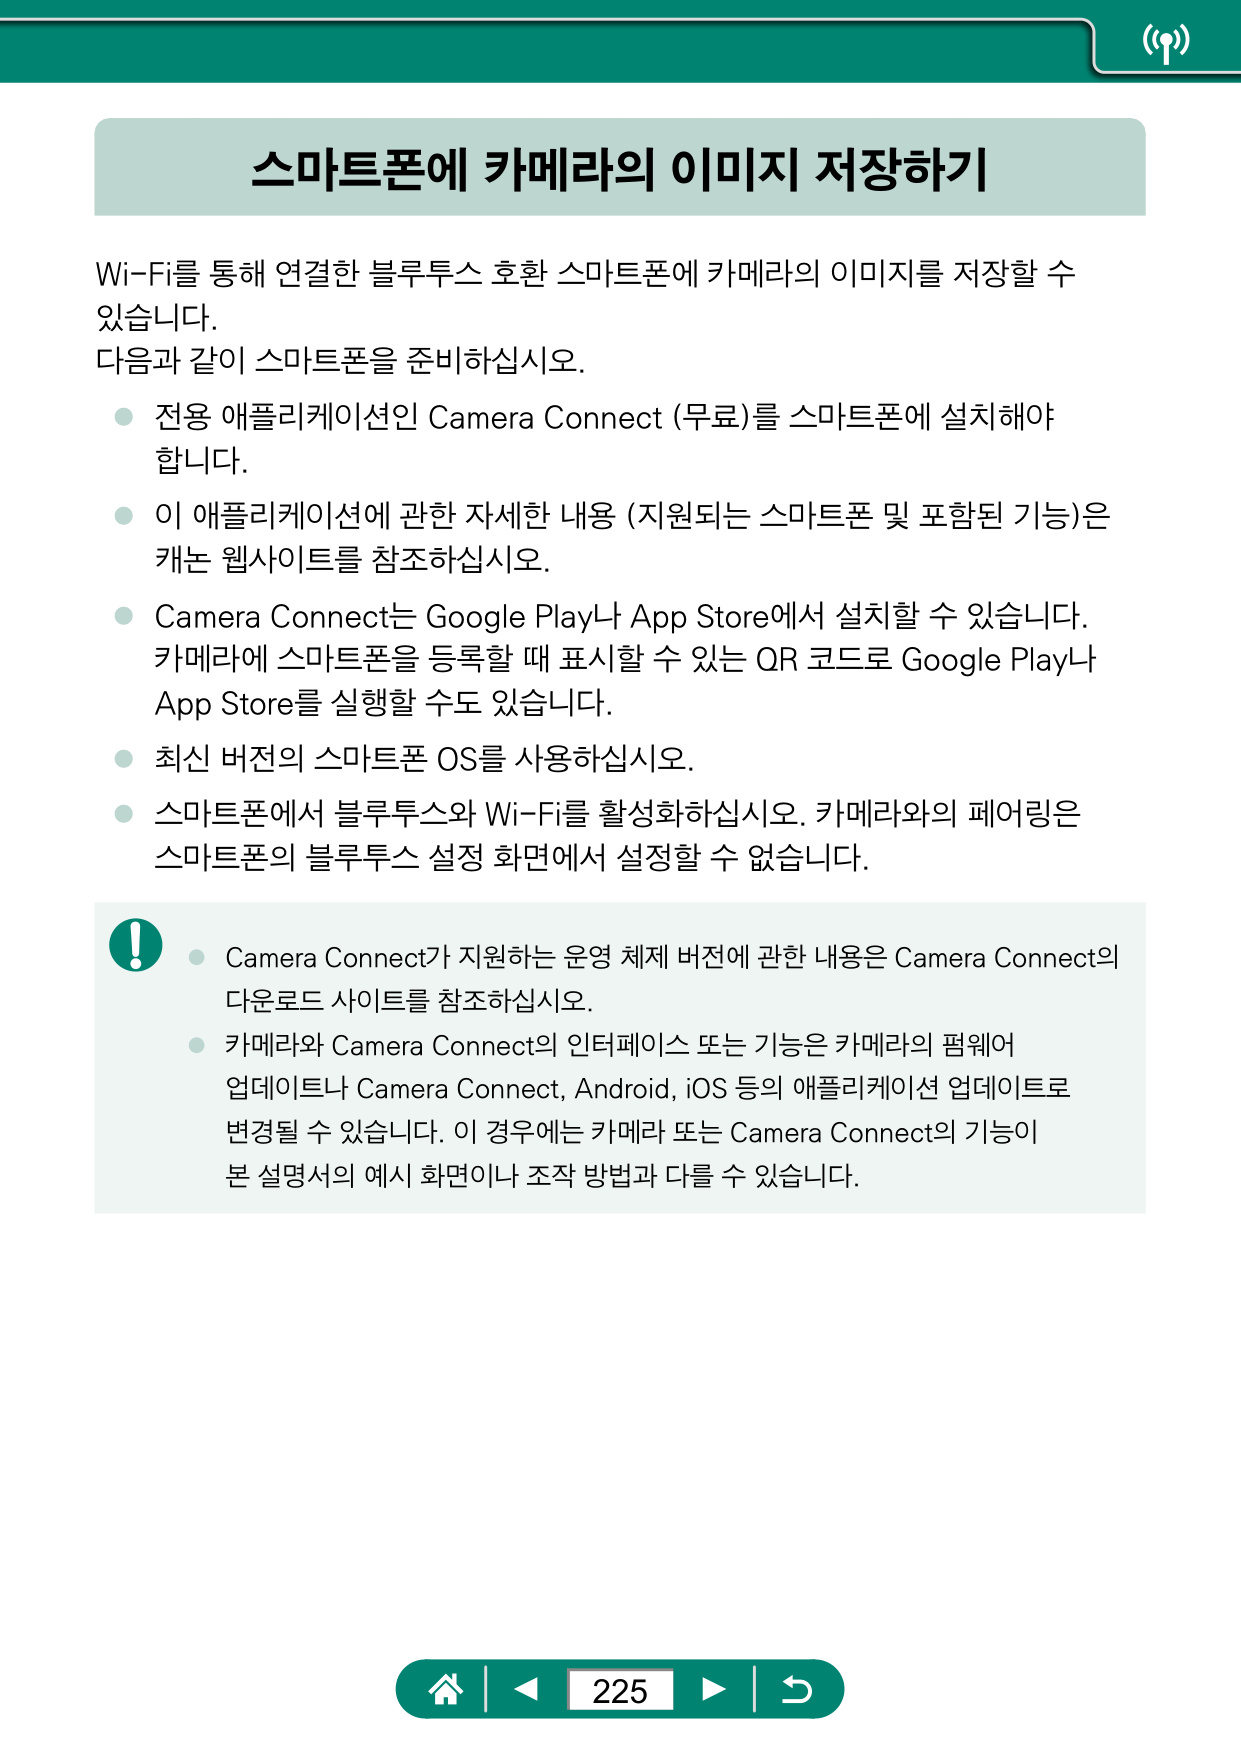 스마트폰에 카메라의 이미지 저장하기
Wi-Fi를 통해 연결한 블루투스 호환 스마트폰에 카메라의 이미지를 저장할 수
있습니다.
다음과 같이 스마트폰을 준비하십시오.
● 전용 애플리케이션인 Camera Connect (무료)를 스마트폰에 설치해야
합니다.
● 이 애플리케이션에 관한 자세한 내용 (지원되는 스마트폰 및 포함된 기능)은
캐논 웹사이트를 참조하십시오.
● Camera Connect는 Google Play나 App Store에서 설치할 수 있습니다.
카메라에 스마트폰을 등록할 때 표시할 수 있는 QR 코드로 Google Play나
App Store를 실행할 수도 있습니다.
● 최신 버전의 스마트폰 OS를 사용하십시오.
● 스마트폰에서 블루투스와 Wi-Fi를 활성화하십시오. 카메라와의 페어링은
스마트폰의 블루투스 설정 화면에서 설정할 수 없습니다.
● Camera Connect가 지원하는 운영 체제 버전에 관한 내용은 Camera Connect의
다운로드 사이트를 참조하십시오.
● 카메라와 Camera Connect의 인터페이스 또는 기능은 카메라의 펌웨어
업데이트나 Camera Connect, Android, iOS 등의 애플리케이션 업데이트로
변경될 수 있습니다. 이 경우에는 카메라 또는 Camera Connect의 기능이
본 설명서의 예시 화면이나 조작 방법과 다를 수 있습니다.
225